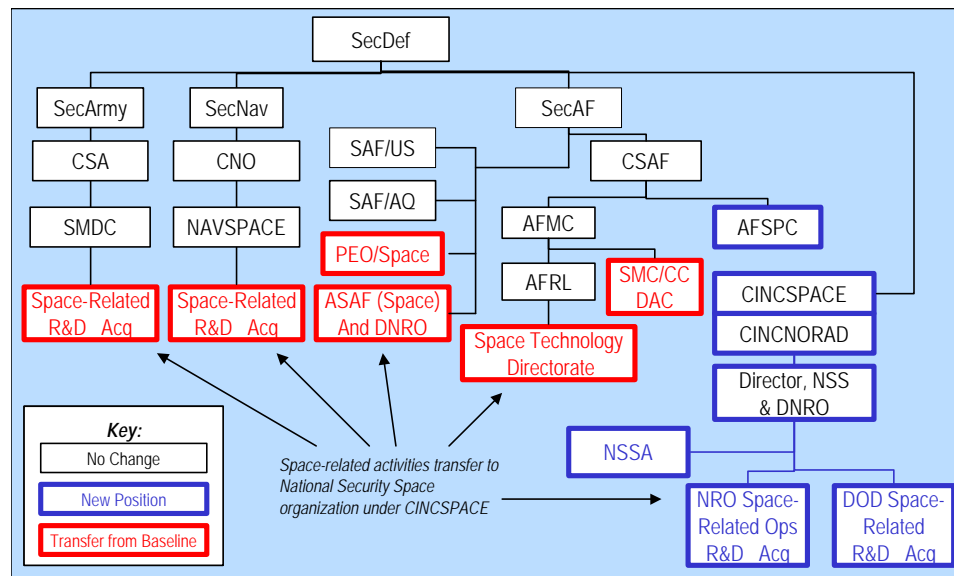 SecDef
SecArmy
SecNav
SecAF
CSA
CNO
SAF/US
CSAF
SMDC
NAVSPACE
SAF/AQ
AFMC
AFSPC
PEO/Space
AFRL
SMC/CC
DAC
Space-Related
R&D Acq
Space-Related
R&D Acq
ASAF (Space)
And DNRO
Space Technology
Directorate
CINCSPACE
CINCNORAD
Director, NSS
& DNRO
NSSA
NRO Space-
Related Ops
R&D Acq
DOD Space-
Related
R&D Acq
Space-related activities transfer to
National Security Space
organization under CINCSPACE
Key:
No Change
New Position
Transfer from Baseline